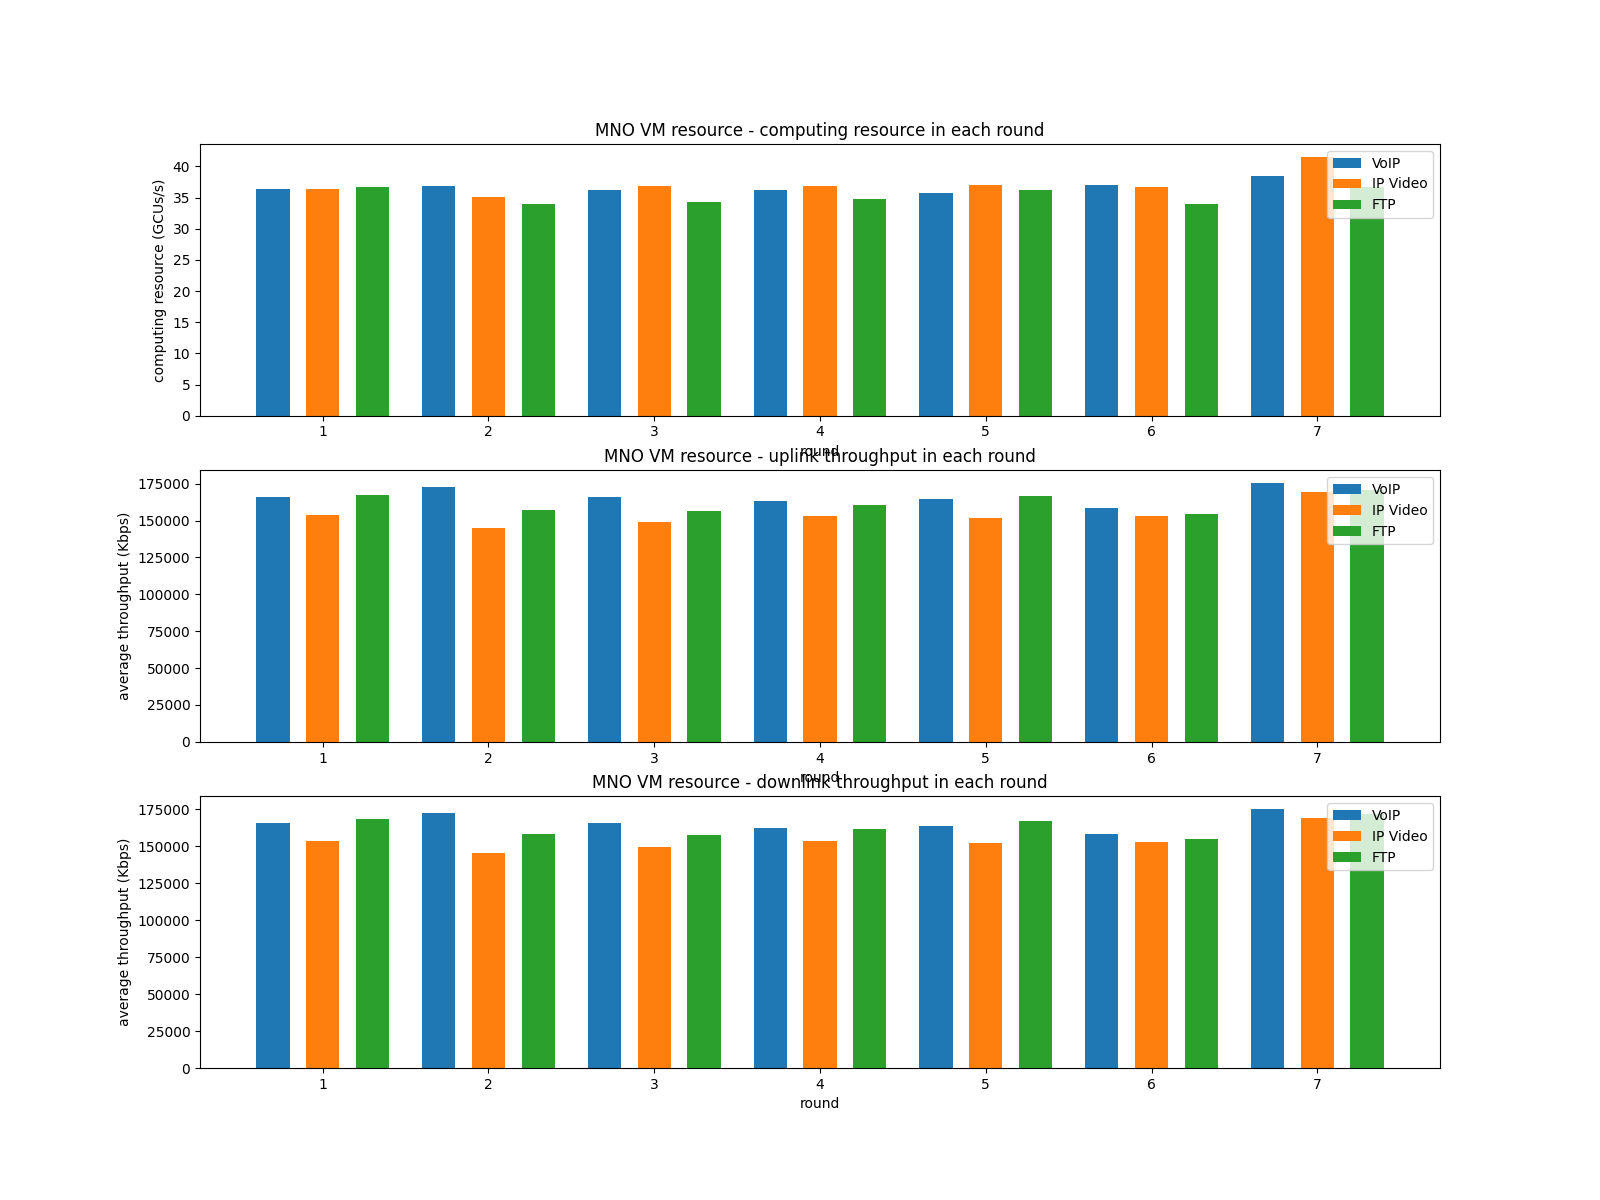 MNO VM resource - computing resource in each round
computing resource (GCUs/s)
40
35
30
25
20
15
10
5
0
VoIP
IP Video
FTP
1 2 3 4 5 6 7
round
MNO VM resource - uplink throughput in each round
average throughput (Kbps)
175000
150000
125000
100000
75000
50000
25000
0
VoIP
IP Video
FTP
1 2 3 4 5 6 7
round
MNO VM resource - downlink throughput in each round
average throughput (Kbps)
175000
150000
125000
100000
75000
50000
25000
0
VoIP
IP Video
FTP
1 2 3 4 5 6 7
round